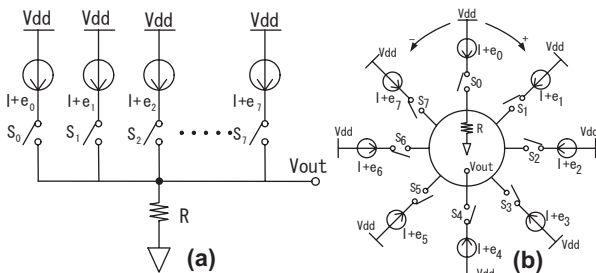 Vdd Vdd Vdd Vdd
I+e₀ I+e₁ I+e₂ I+e₇
S₀ S₁ S₂ S₇
Vout
R
(a)
Vdd
− +
Vdd Vdd
I+e₀
I+e₇ I+e₁
S₀
S₇ S₁
R
Vdd Vdd
S₆ S₂
I+e₆ I+e₂
Vout
S₅ S₃
S₄
I+e₅ I+e₃
Vdd Vdd
I+e₄
Vdd
(b)